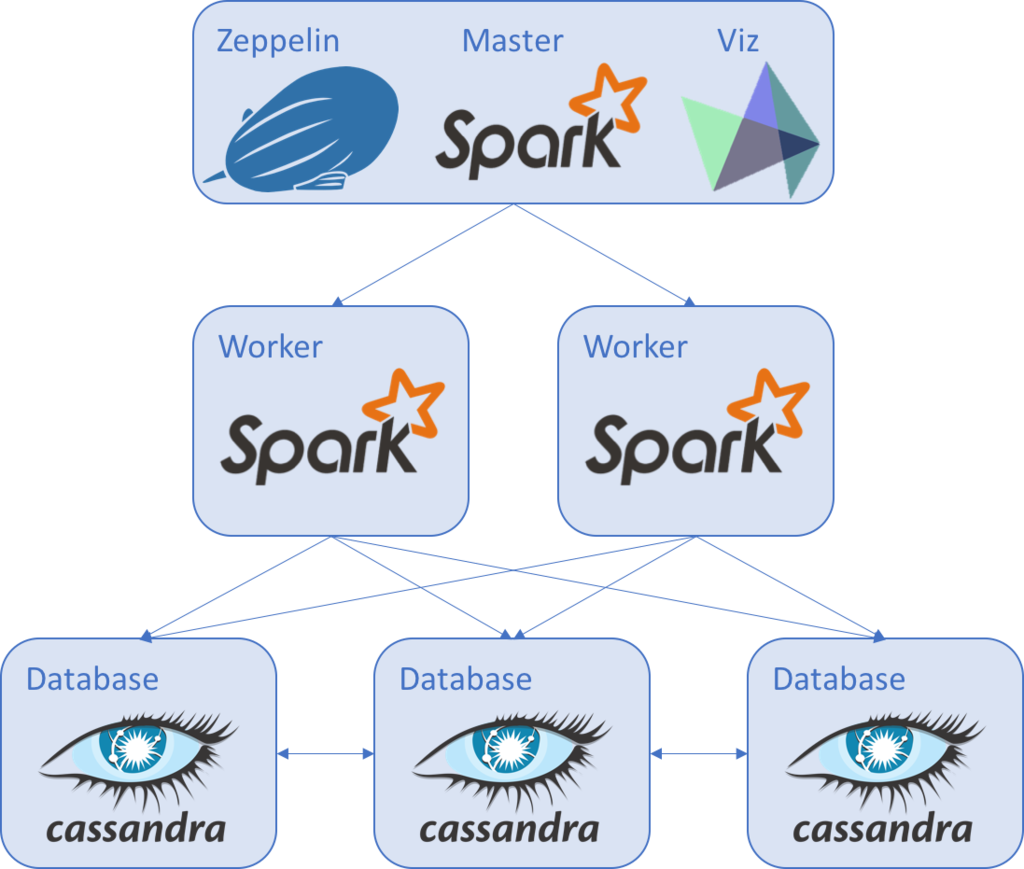 Zeppelin Master Viz
Spark
Worker Worker
Spark Spark
Database Database Database
cassandra cassandra cassandra